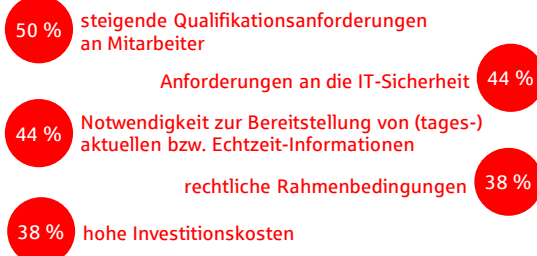 50 %
steigende Qualifikationsanforderungen
an Mitarbeiter
Anforderungen an die IT-Sicherheit
44 %
44 %
Notwendigkeit zur Bereitstellung von (tages-)
aktuellen bzw. Echtzeit-Informationen
rechtliche Rahmenbedingungen
38 %
38 %
hohe Investitionskosten